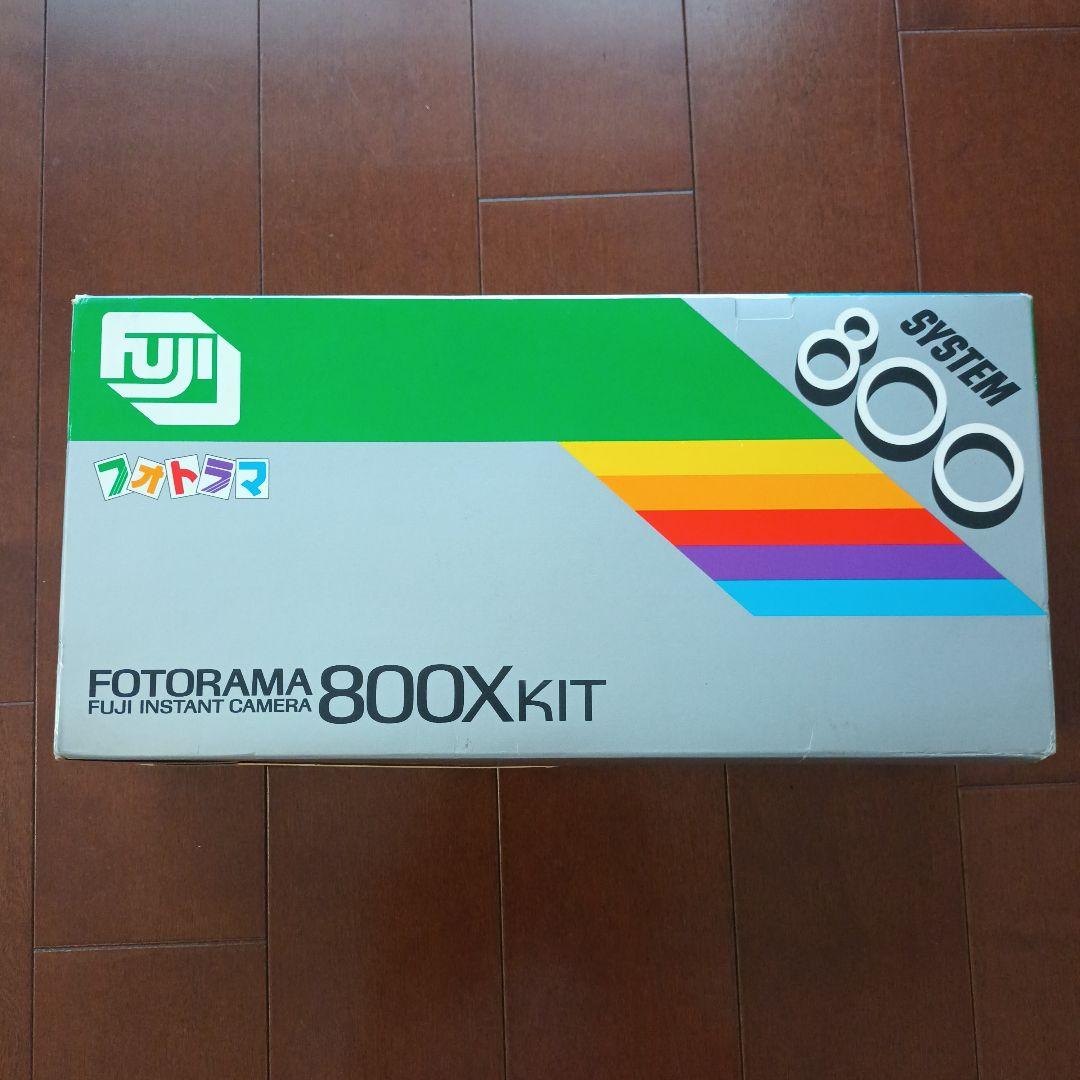 FUJI
SYSTEM
800
フォトラマ
FOTORAMA
FUJI INSTANT CAMERA
800X KIT